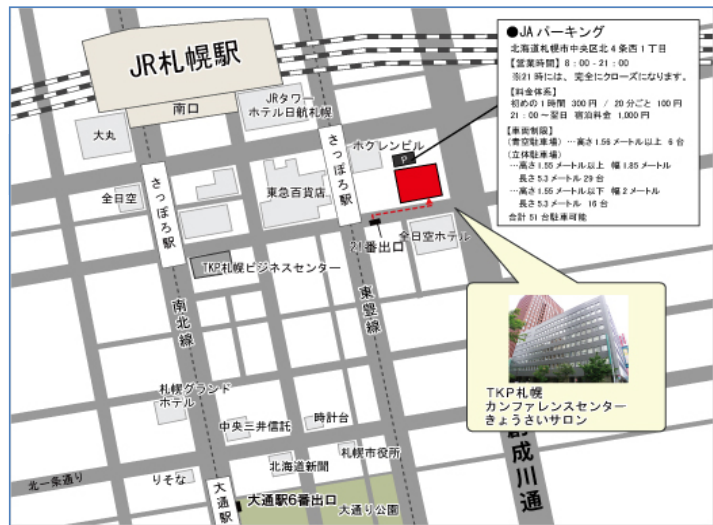 ●JAパーキング
北海道札幌市中央区北4条西1丁目
【営業時間】8:00-21:00
※21時には、完全にクローズになります。
【料金体系】
初めの1時間 300円 / 20分ごと 100円
21:00～翌日 宿泊料金 1,000円
【車両制限】
(青空駐車場) …高さ1.56メートル以上 6台
(立体駐車場)
…高さ1.55メートル以上 幅1.85メートル
長さ5.3メートル 29台
…高さ1.55メートル以下 幅2メートル
長さ5.3メートル 16台
合計51台駐車可能
JR札幌駅
南口
JRタワー
ホテル日航札幌
大丸
ホクレンビル
P
さっぽろ駅
さっぽろ駅
全日空
東急百貨店
21番出口
全日空ホテル
TKP札幌ビジネスセンター
南北線
東豊線
TKP札幌
カンファレンスセンター
きょうさいサロン
札幌グランド
ホテル
中央三井信託
時計台
札幌市役所
北海道新聞
北一条通り
りそな
大通駅
大通駅6番出口
大通り公園
創成川通